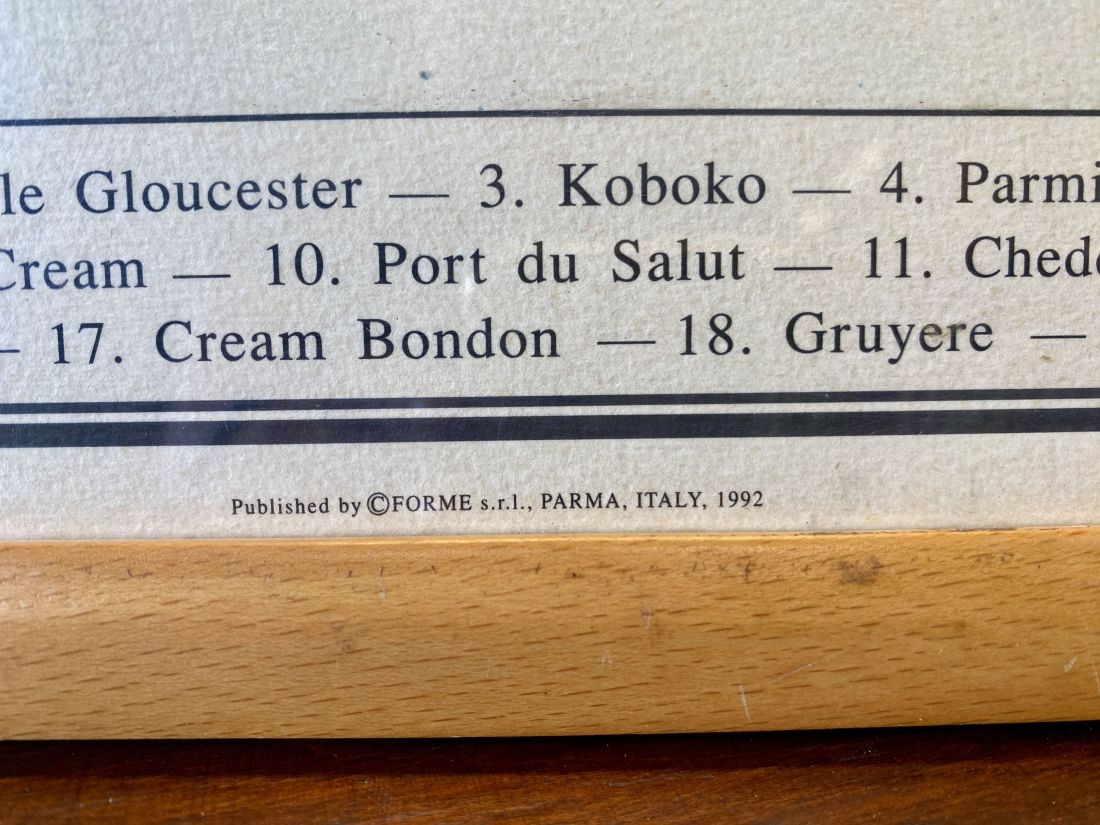 le Gloucester — 3. Koboko — 4. Parmi
Cream — 10. Port du Salut — 11. Chedd
— 17. Cream Bondon — 18. Gruyere —
Published by ©FORME s.r.l., PARMA, ITALY, 1992